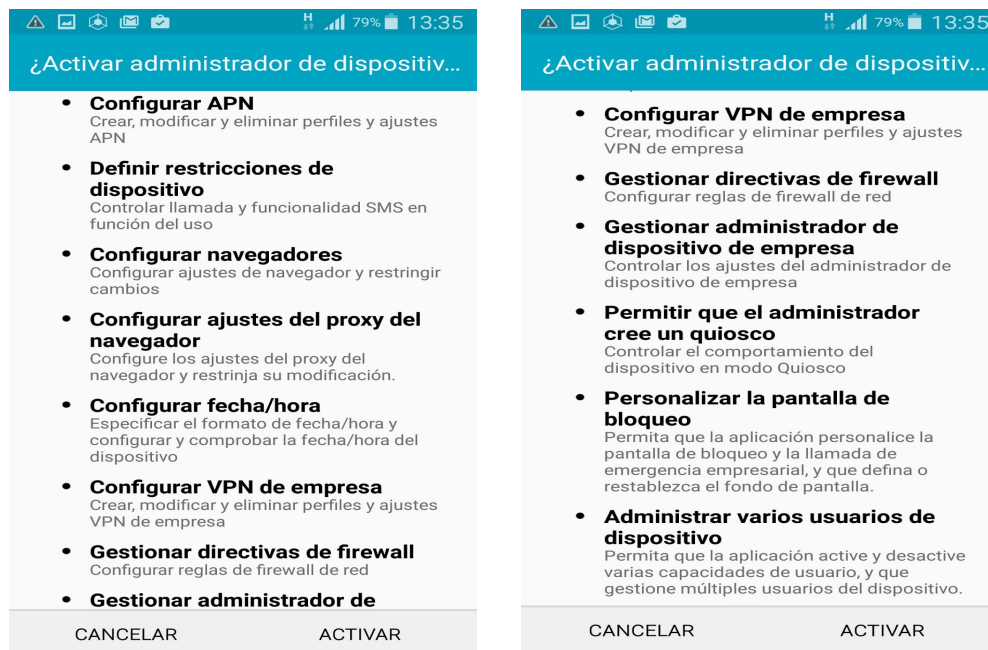 H 79% 13:35
¿Activar administrador de dispositiv...
• Configurar APN
Crear, modificar y eliminar perfiles y ajustes
APN
• Definir restricciones de
dispositivo
Controlar llamada y funcionalidad SMS en
función del uso
• Configurar navegadores
Configurar ajustes de navegador y restringir
cambios
• Configurar ajustes del proxy del
navegador
Configure los ajustes del proxy del
navegador y restrinja su modificación.
• Configurar fecha/hora
Especificar el formato de fecha/hora y
configurar y comprobar la fecha/hora del
dispositivo
• Configurar VPN de empresa
Crear, modificar y eliminar perfiles y ajustes
VPN de empresa
• Gestionar directivas de firewall
Configurar reglas de firewall de red
• Gestionar administrador de
CANCELAR ACTIVAR
H 79% 13:35
¿Activar administrador de dispositiv...
• Configurar VPN de empresa
Crear, modificar y eliminar perfiles y ajustes
VPN de empresa
• Gestionar directivas de firewall
Configurar reglas de firewall de red
• Gestionar administrador de
dispositivo de empresa
Controlar los ajustes del administrador de
dispositivo de empresa
• Permitir que el administrador
cree un quiosco
Controlar el comportamiento del
dispositivo en modo Quiosco
• Personalizar la pantalla de
bloqueo
Permita que la aplicación personalice la
pantalla de bloqueo y la llamada de
emergencia empresarial, y que defina o
restablezca el fondo de pantalla.
• Administrar varios usuarios de
dispositivo
Permita que la aplicación active y desactive
varias capacidades de usuario, y que
gestione múltiples usuarios del dispositivo.
CANCELAR ACTIVAR